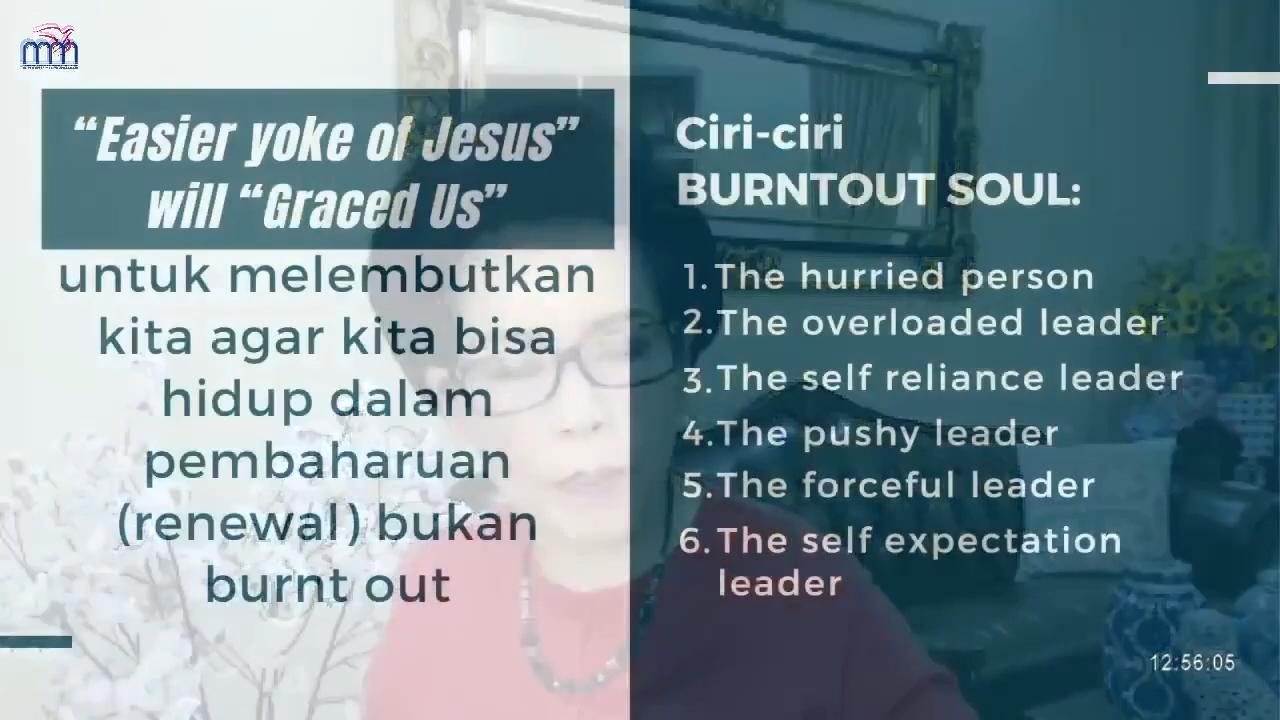 “Easier yoke of Jesus”
will “Graced Us”
untuk melembutkan
kita agar kita bisa
hidup dalam
pembaharuan
(renewal) bukan
burnt out
Ciri-ciri
BURNTOUT SOUL:
1. The hurried person
2. The overloaded leader
3. The self reliance leader
4. The pushy leader
5. The forceful leader
6. The self expectation
leader
12:56:05